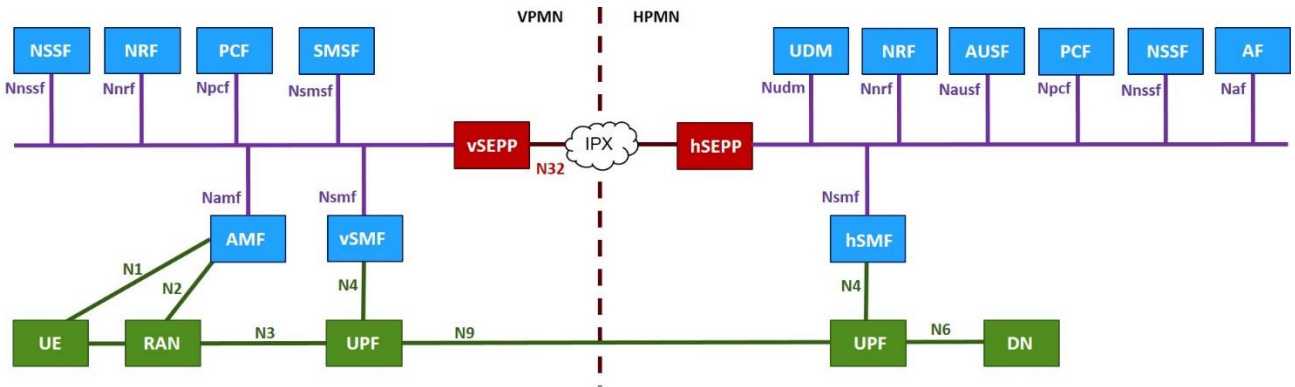 VPMN
HPMN
NSSF
NRF
PCF
SMSF
UDM
NRF
AUSF
PCF
NSSF
AF
Nnssf
Nnrf
Npcf
Nsmsf
Nudm
Nnrf
Nausf
Npcf
Nnssf
Naf
vSEPP
IPX
hSEPP
N32
Namf
Nsmf
Nsmf
AMF
vSMF
hSMF
N1
N2
N4
N4
UE
RAN
N3
UPF
N9
UPF
N6
DN